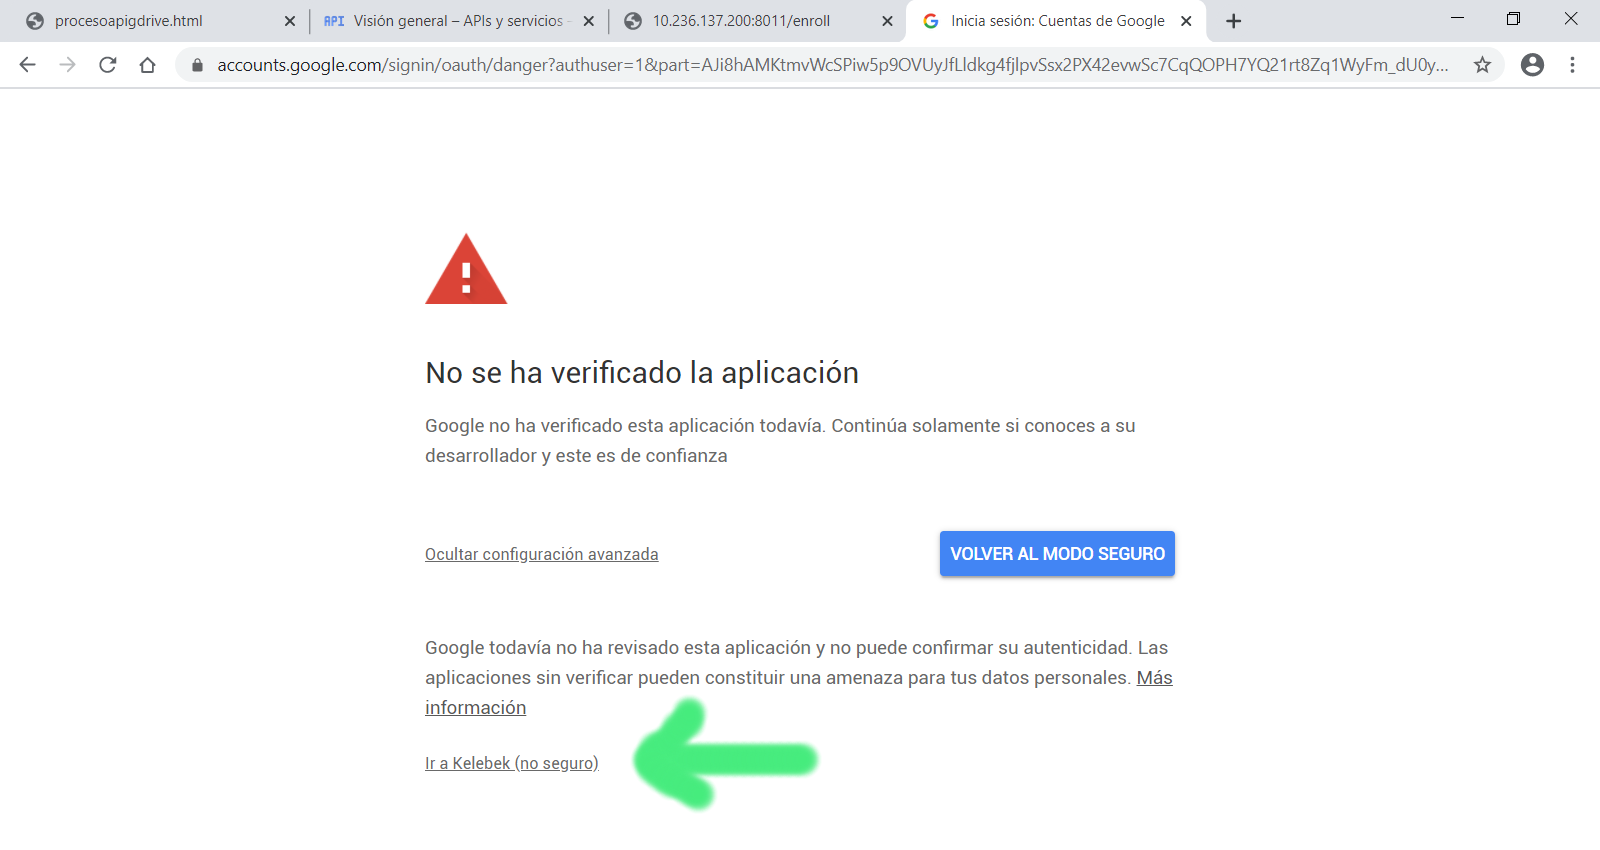 procesoapigdrive.html
API Visión general – APIs y servicios -
10.236.137.200:8011/enroll
Inicia sesión: Cuentas de Google
accounts.google.com/signin/oauth/danger?authuser=1&part=AJi8hAMKtmvWcSPiw5p9OVUyJfLldkg4fjlpvSsx2PX42evwSc7CqQOPH7YQ21rt8Zq1WyFm_dU0y...
No se ha verificado la aplicación
Google no ha verificado esta aplicación todavía. Continúa solamente si conoces a su
desarrollador y este es de confianza
Ocultar configuración avanzada
VOLVER AL MODO SEGURO
Google todavía no ha revisado esta aplicación y no puede confirmar su autenticidad. Las
aplicaciones sin verificar pueden constituir una amenaza para tus datos personales. Más
información
Ir a Kelebek (no seguro)